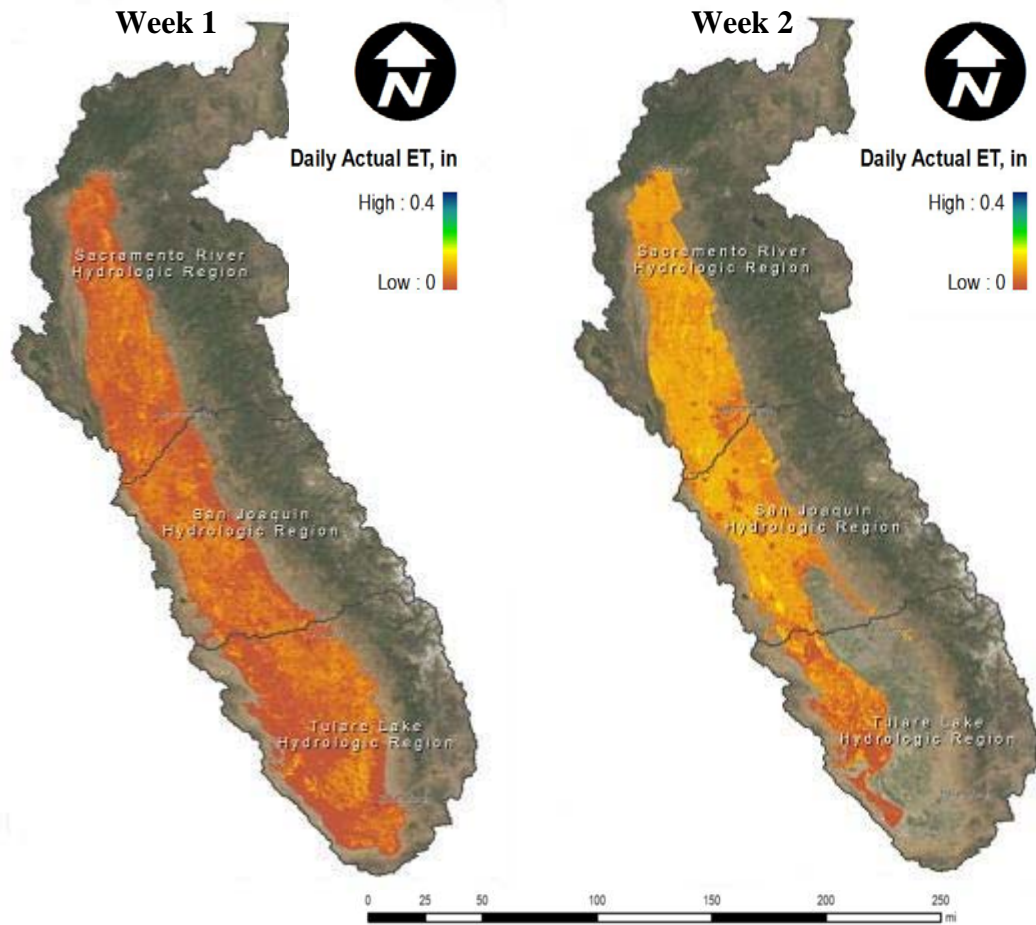 Week 1
Week 2
N
N
Daily Actual ET, in
High : 0.4
Low : 0
Daily Actual ET, in
High : 0.4
Low : 0
Sacramento River
Hydrologic Region
Sacramento River
Hydrologic Region
San Joaquin
Hydrologic Region
San Joaquin
Hydrologic Region
Tulare Lake
Hydrologic Region
Tulare Lake
Hydrologic Region
0 25 50 100 150 200 250
mi